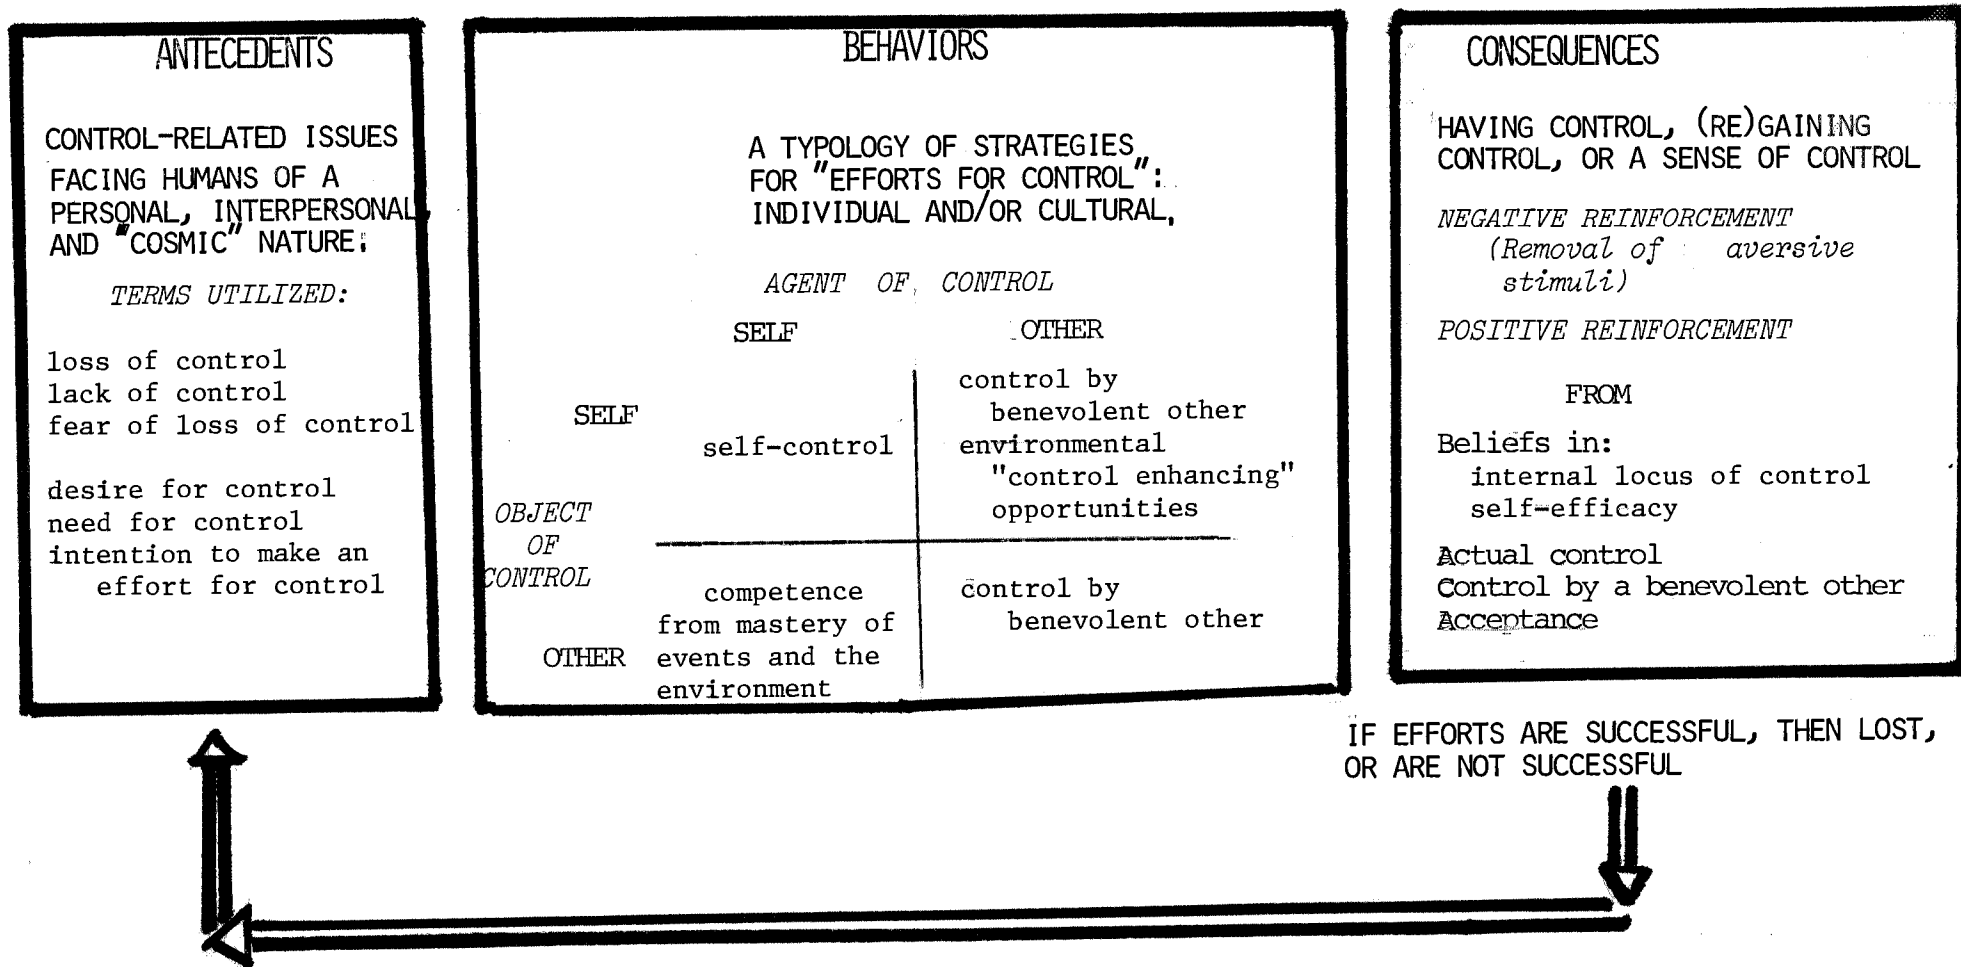 ANTECEDENTS
CONTROL-RELATED ISSUES
FACING HUMANS OF A
PERSONAL, INTERPERSONAL,
AND "COSMIC" NATURE:
TERMS UTILIZED:
loss of control
lack of control
fear of loss of control
desire for control
need for control
intention to make an
effort for control
BEHAVIORS
A TYPOLOGY OF STRATEGIES
FOR "EFFORTS FOR CONTROL":
INDIVIDUAL AND/OR CULTURAL,
AGENT OF CONTROL
SELF OTHER
SELF
self-control
control by
benevolent other
environmental
"control enhancing"
opportunities
OBJECT
OF
CONTROL
OTHER
competence
from mastery of
events and the
environment
control by
benevolent other
CONSEQUENCES
HAVING CONTROL, (RE)GAINING
CONTROL, OR A SENSE OF CONTROL
NEGATIVE REINFORCEMENT
(Removal of aversive
stimuli)
POSITIVE REINFORCEMENT
FROM
Beliefs in:
internal locus of control
self-efficacy
Actual control
Control by a benevolent other
Acceptance
IF EFFORTS ARE SUCCESSFUL, THEN LOST,
OR ARE NOT SUCCESSFUL